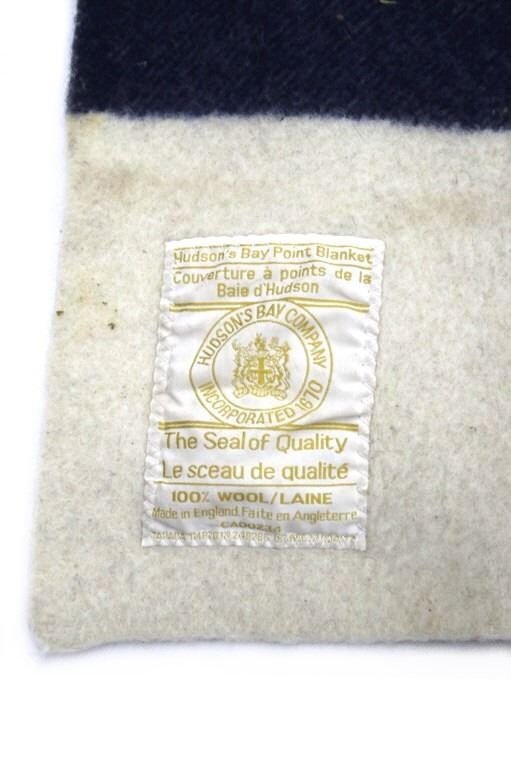 Hudson's Bay Point Blanket
Couverture à points de la
Baie d'Hudson
HUDSON'S BAY COMPANY
INCORPORATED 1670
The Seal of Quality
Le sceau de qualité
100% WOOL/LAINE
Made in England. Faite en Angleterre
CA00234